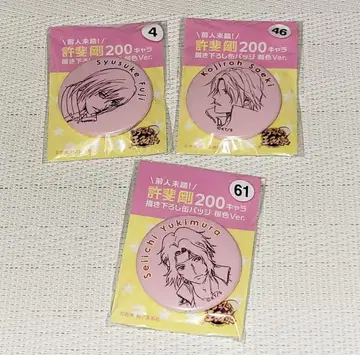 4
前人未踏!
許斐剛200キャラ
描き下ろし缶バッジ 桜色Ver.
Syusuke Fuji
46
前人未踏!
許斐剛200キャラ
描き下ろし缶バッジ 桜色Ver.
Kojiroh Saeki
61
前人未踏!
許斐剛200キャラ
描き下ろし缶バッジ 桜色Ver.
Seiichi Yukimura